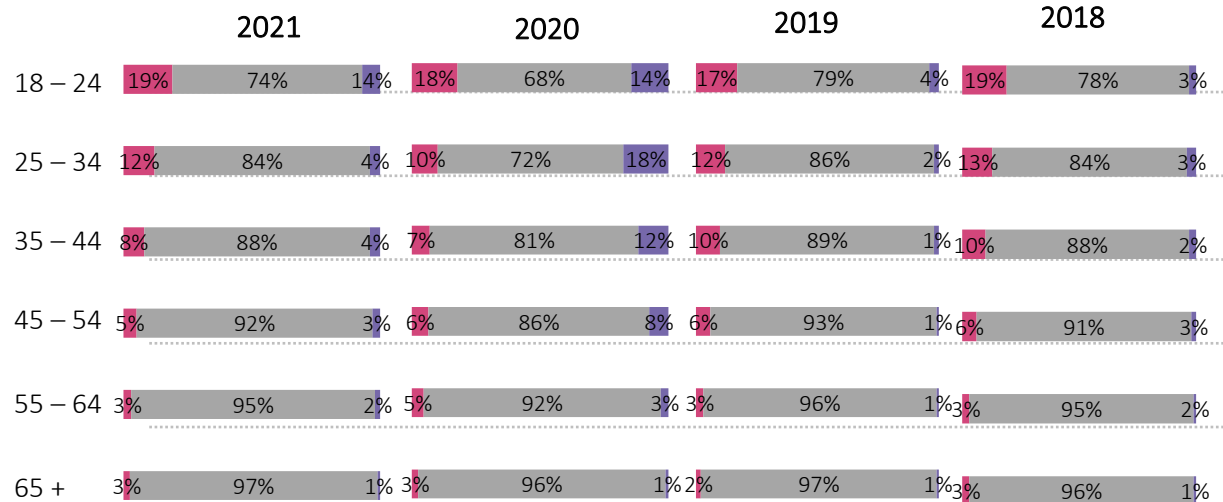 2021 2020 2019 2018
18 – 24 19% 74% 14% 18% 68% 14% 17% 79% 4% 19% 78% 3%
25 – 34 12% 84% 4% 10% 72% 18% 12% 86% 2% 13% 84% 3%
35 – 44 8% 88% 4% 7% 81% 12% 10% 89% 1% 10% 88% 2%
45 – 54 5% 92% 3% 6% 86% 8% 6% 93% 1% 6% 91% 3%
55 – 64 3% 95% 2% 5% 92% 3% 3% 96% 1% 3% 95% 2%
65 + 3% 97% 1% 3% 96% 1% 2% 97% 1% 3% 96% 1%